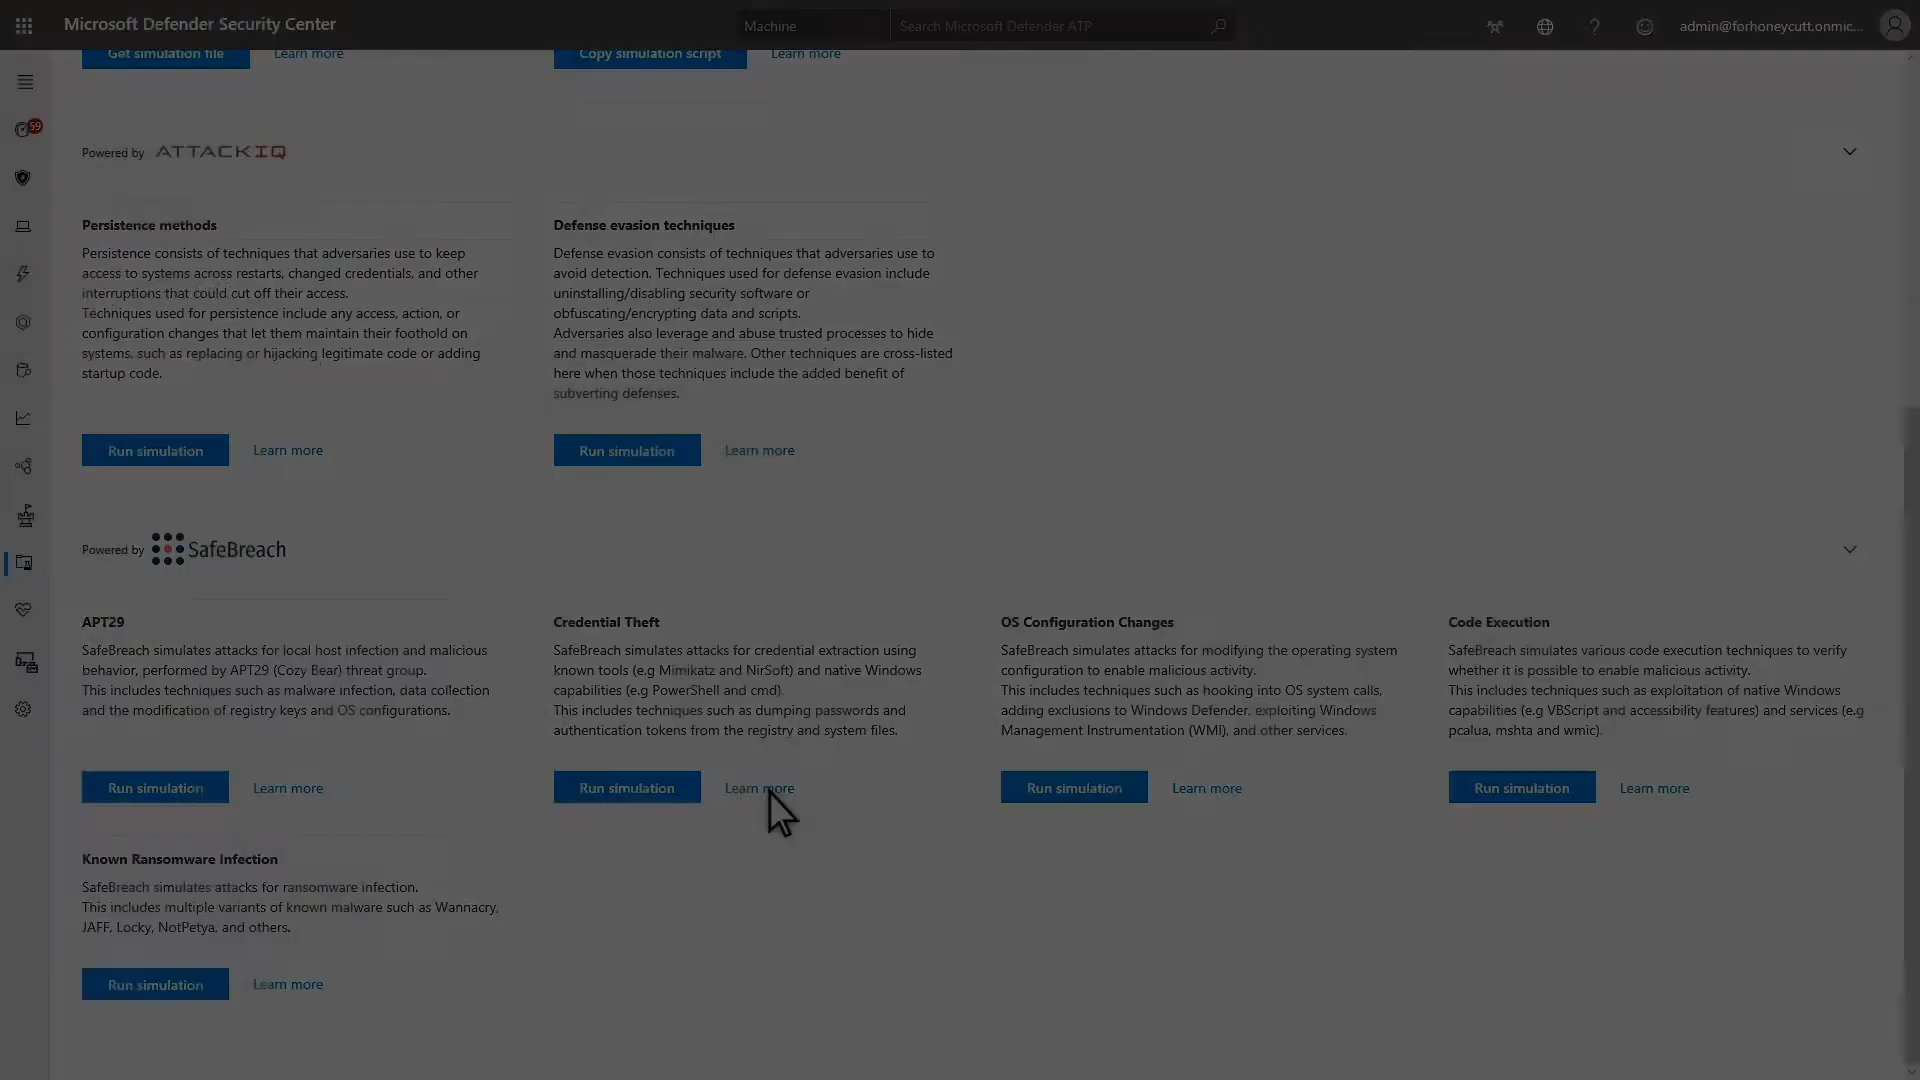 Microsoft Defender Security Center
Machine
Search Microsoft Defender ATP
admin@forhoneycutt.onmic...
Get simulation file
Learn more
Copy simulation script
Learn more
59
Powered by ATTACKIQ
Persistence methods
Persistence consists of techniques that adversaries use to keep
access to systems across restarts, changed credentials, and other
interruptions that could cut off their access.
Techniques used for persistence include any access, action, or
configuration changes that let them maintain their foothold on
systems, such as replacing or hijacking legitimate code or adding
startup code.
Run simulation
Learn more
Defense evasion techniques
Defense evasion consists of techniques that adversaries use to
avoid detection. Techniques used for defense evasion include
uninstalling/disabling security software or
obfuscating/encrypting data and scripts.
Adversaries also leverage and abuse trusted processes to hide
and masquerade their malware. Other techniques are cross-listed
here when those techniques include the added benefit of
subverting defenses.
Run simulation
Learn more
Powered by SafeBreach
APT29
SafeBreach simulates attacks for local host infection and malicious
behavior, performed by APT29 (Cozy Bear) threat group.
This includes techniques such as malware infection, data collection
and the modification of registry keys and OS configurations.
Run simulation
Learn more
Credential Theft
SafeBreach simulates attacks for credential extraction using
known tools (e.g Mimikatz and NirSoft) and native Windows
capabilities (e.g PowerShell and cmd).
This includes techniques such as dumping passwords and
authentication tokens from the registry and system files.
Run simulation
Learn more
OS Configuration Changes
SafeBreach simulates attacks for modifying the operating system
configuration to enable malicious activity.
This includes techniques such as hooking into OS system calls,
adding exclusions to Windows Defender, exploiting Windows
Management Instrumentation (WMI), and other services.
Run simulation
Learn more
Code Execution
SafeBreach simulates various code execution techniques to verify
whether it is possible to enable malicious activity.
This includes techniques such as exploitation of native Windows
capabilities (e.g VBScript and accessibility features) and services (e.g
pcalua, mshta and wmic).
Run simulation
Learn more
Known Ransomware Infection
SafeBreach simulates attacks for ransomware infection.
This includes multiple variants of known malware such as Wannacry,
JAFF, Locky, NotPetya, and others.
Run simulation
Learn more